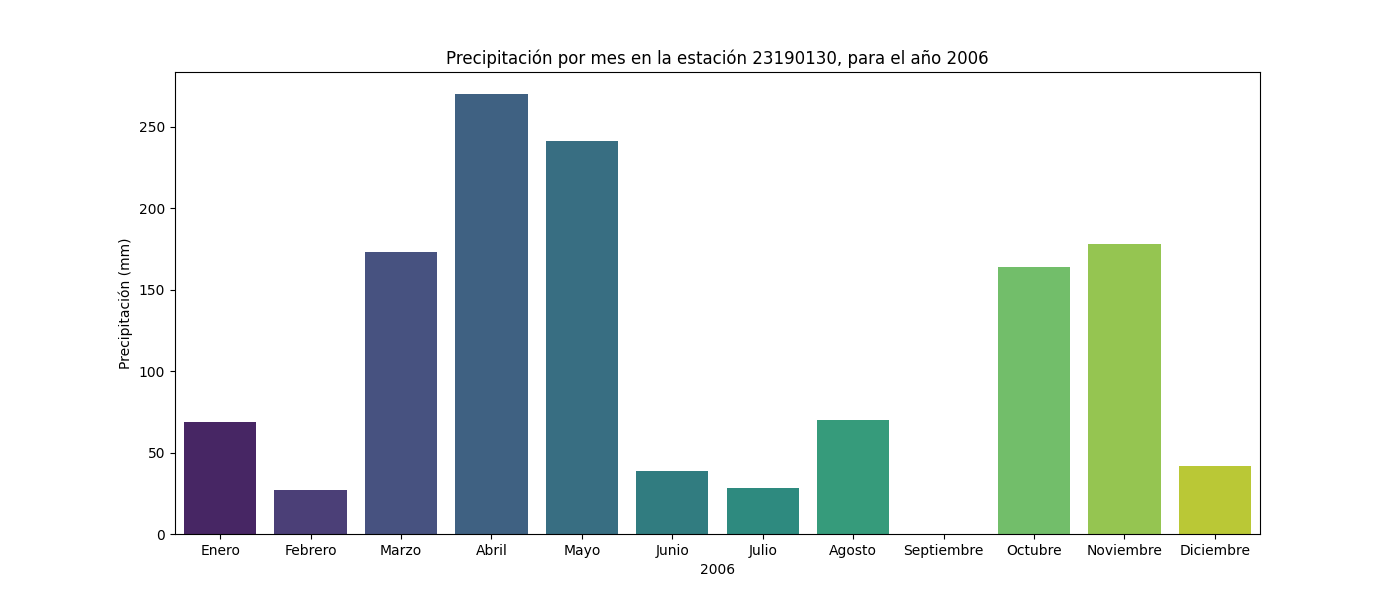 Precipitación por mes en la estación 23190130, para el año 2006
Precipitación (mm)
250
200
150
100
50
0
Enero Febrero Marzo Abril Mayo Junio Julio Agosto Septiembre Octubre Noviembre Diciembre
2006